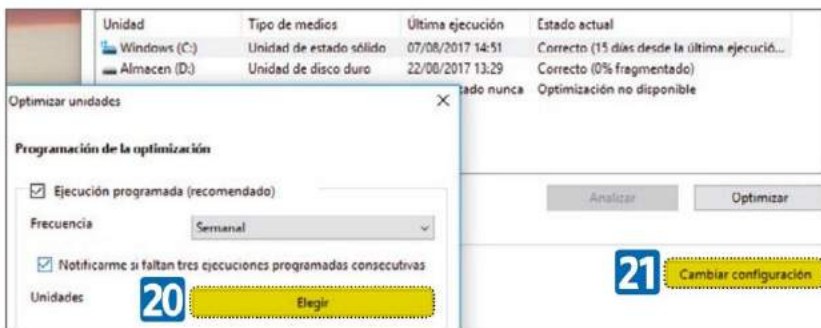 Unidad Tipo de medios Última ejecución Estado actual
Windows (C:) Unidad de estado sólido 07/08/2017 14:51 Correcto (15 días desde la última ejecució...
Almacen (D:) Unidad de disco duro 22/08/2017 13:29 Correcto (0% fragmentado)
tado nunca Optimización no disponible
Optimizar unidades
Programación de la optimización
Ejecución programada (recomendado)
Frecuencia Semanal
Notificarme si faltan tres ejecuciones programadas consecutivas
Unidades 20 Elegir
Analizar Optimizar
21 Cambiar configuración